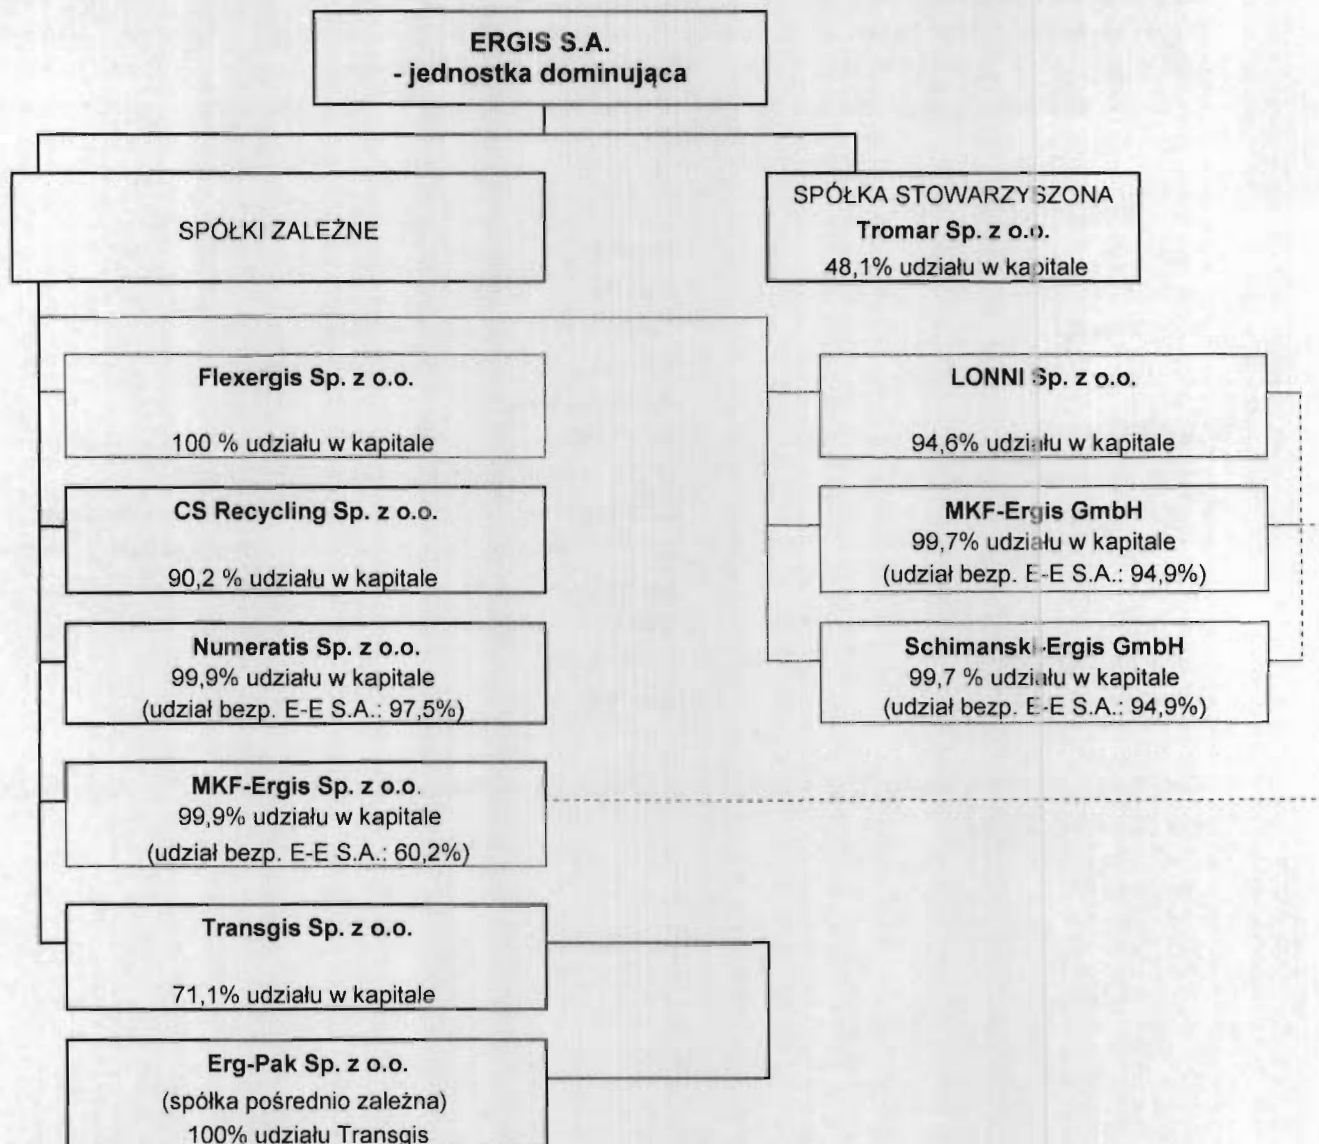 ERGIS S.A.
- jednostka dominująca
SPÓŁKI ZALEŻNE
SPÓŁKA STOWARZYSZONA
Tromar Sp. z o.o.
48,1% udziału w kapitale
Flexergis Sp. z o.o.
100 % udziału w kapitale
CS Recycling Sp. z o.o.
90,2 % udziału w kapitale
Numeratis Sp. z o.o.
99,9% udziału w kapitale
(udział bezp. E-E S.A.: 97,5%)
MKF-Ergis Sp. z o.o.
99,9% udziału w kapitale
(udział bezp. E-E S.A.: 60,2%)
Transgis Sp. z o.o.
71,1% udziału w kapitale
Erg-Pak Sp. z o.o.
(spółka pośrednio zależna)
100% udziału Transgis
LONNI Sp. z o.o.
94,6% udziału w kapitale
MKF-Ergis GmbH
99,7% udziału w kapitale
(udział bezp. E-E S.A.: 94,9%)
Schimanski-Ergis GmbH
99,7 % udziału w kapitale
(udział bezp. E-E S.A.: 94,9%)